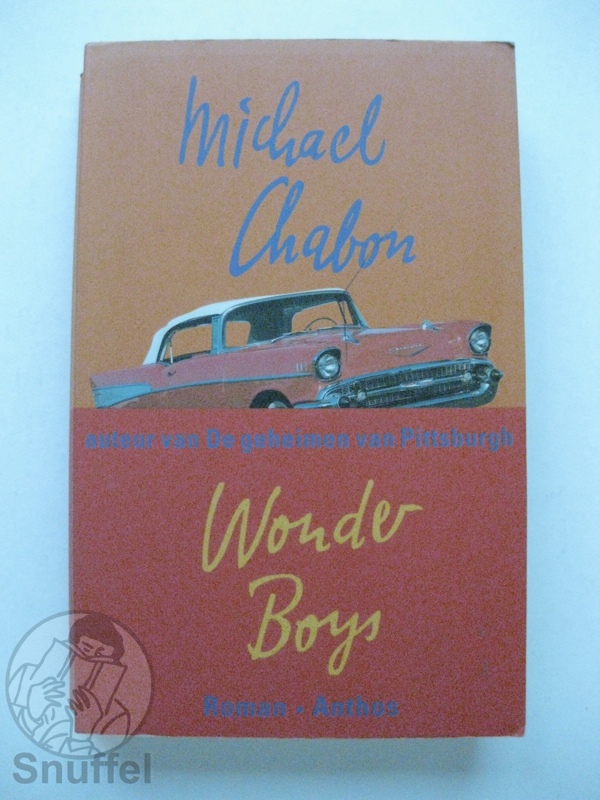 Michael
Chabon
auteur van De geheimen van Pittsburgh
Wonder
Boys
Roman - Anthos
Snuffel